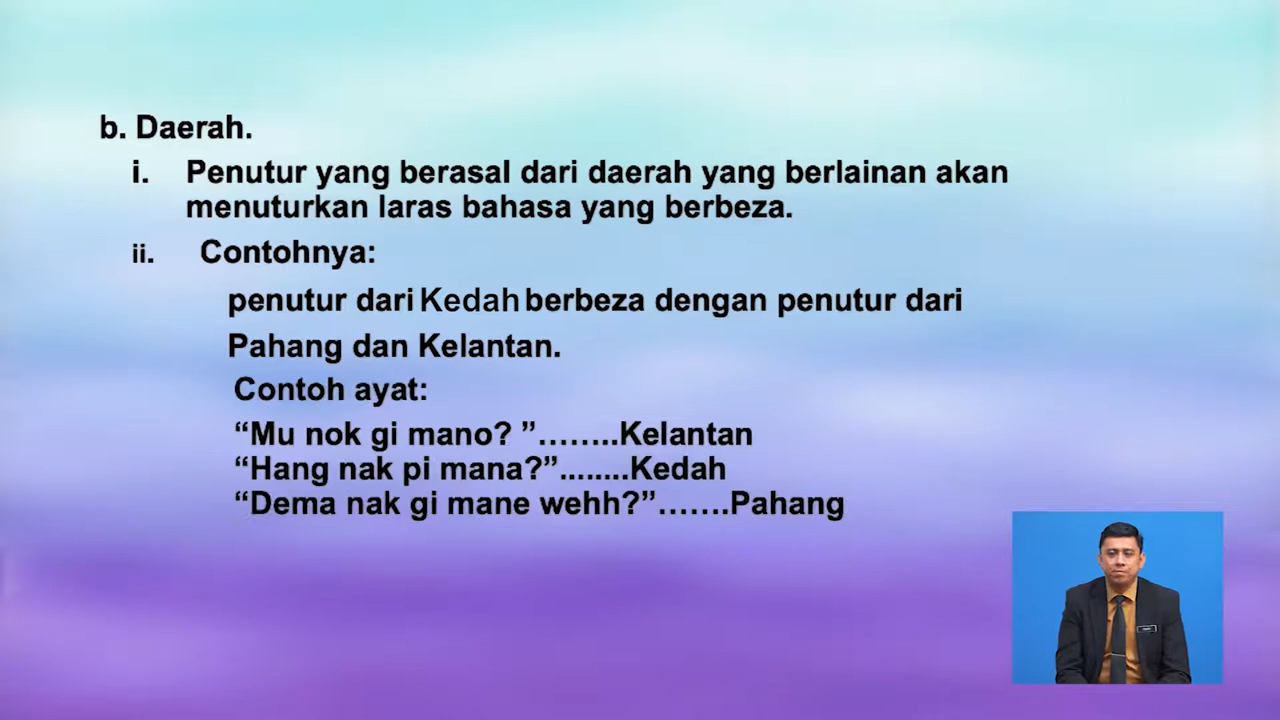 b. Daerah.
i. Penutur yang berasal dari daerah yang berlainan akan
menuturkan laras bahasa yang berbeza.
ii. Contohnya:
penutur dari Kedah berbeza dengan penutur dari
Pahang dan Kelantan.
Contoh ayat:
“Mu nok gi mano? ”……..Kelantan
“Hang nak pi mana?”........Kedah
“Dema nak gi mane wehh?”…….Pahang